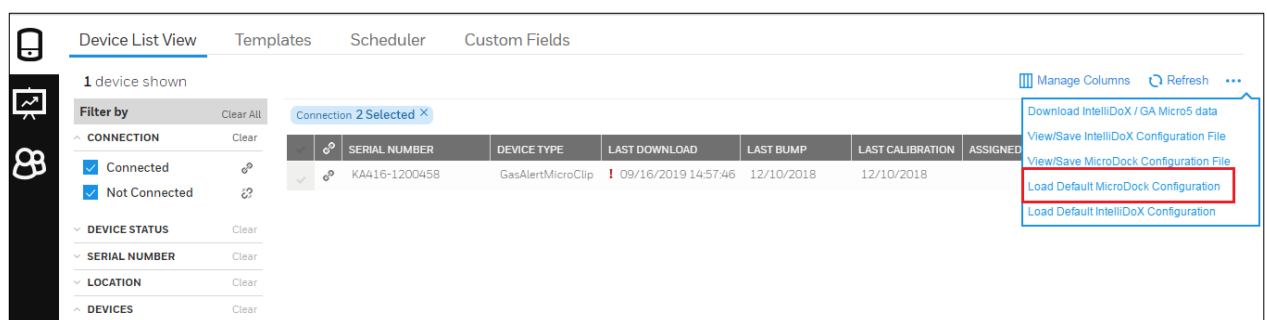 Device List View Templates Scheduler Custom Fields
1 device shown
Manage Columns Refresh
Filter by Clear All
Connection 2 Selected ×
Download IntelliDoX / GA Micro5 data
CONNECTION Clear
View/Save IntelliDoX Configuration File
SERIAL NUMBER DEVICE TYPE LAST DOWNLOAD LAST BUMP LAST CALIBRATION ASSIGNED
View/Save MicroDock Configuration File
Connected
KA416-1200458 GasAlertMicroClip ! 09/16/2019 14:57:46 12/10/2018 12/10/2018
Load Default MicroDock Configuration
Not Connected
Load Default IntelliDoX Configuration
DEVICE STATUS Clear
SERIAL NUMBER Clear
LOCATION Clear
DEVICES Clear